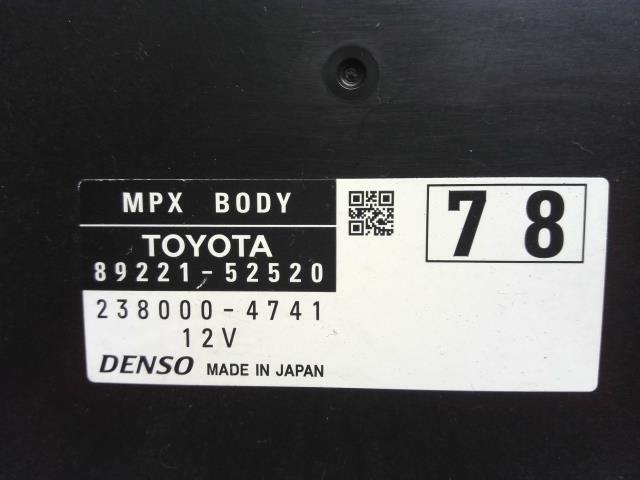 MPX BODY
TOYOTA
89221-52520
238000-4741
12V
DENSO MADE IN JAPAN
78